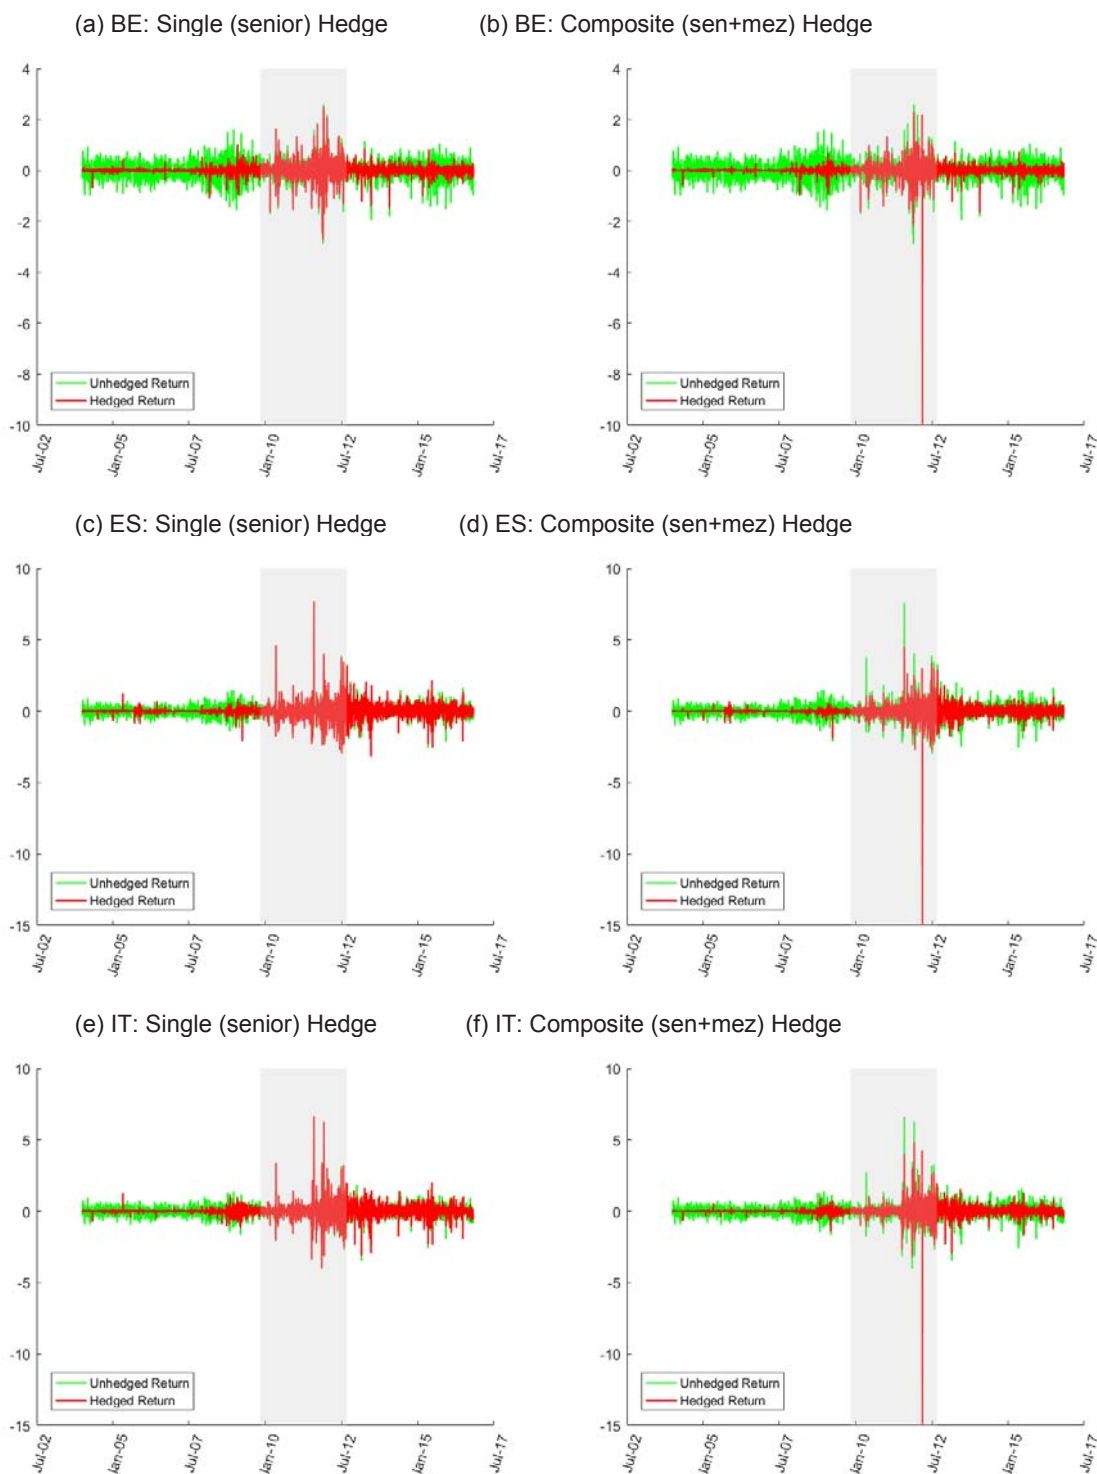 (a) BE: Single (senior) Hedge (b) BE: Composite (sen+mez) Hedge
4 4
2 2
0 0
-2 -2
-4 -4
-6 -6
-8 -8
-10 -10
Unhedged Return Unhedged Return
Hedged Return Hedged Return
Jul-02 Jan-05 Jul-07 Jan-10 Jul-12 Jan-15 Jul-17 Jul-02 Jan-05 Jul-07 Jan-10 Jul-12 Jan-15 Jul-17
(c) ES: Single (senior) Hedge (d) ES: Composite (sen+mez) Hedge
10 10
5 5
0 0
-5 -5
-10 -10
-15 -15
Unhedged Return Unhedged Return
Hedged Return Hedged Return
Jul-02 Jan-05 Jul-07 Jan-10 Jul-12 Jan-15 Jul-17 Jul-02 Jan-05 Jul-07 Jan-10 Jul-12 Jan-15 Jul-17
(e) IT: Single (senior) Hedge (f) IT: Composite (sen+mez) Hedge
10 10
5 5
0 0
-5 -5
-10 -10
-15 -15
Unhedged Return Unhedged Return
Hedged Return Hedged Return
Jul-02 Jan-05 Jul-07 Jan-10 Jul-12 Jan-15 Jul-17 Jul-02 Jan-05 Jul-07 Jan-10 Jul-12 Jan-15 Jul-17